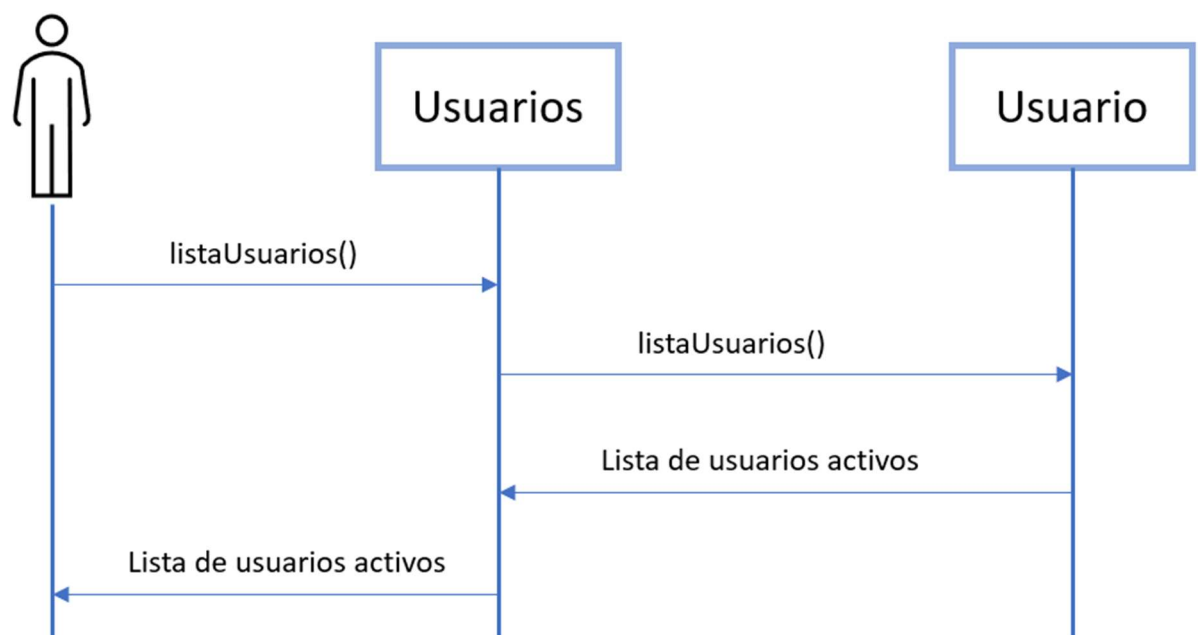 Usuarios
Usuario
listaUsuarios()
listaUsuarios()
Lista de usuarios activos
Lista de usuarios activos